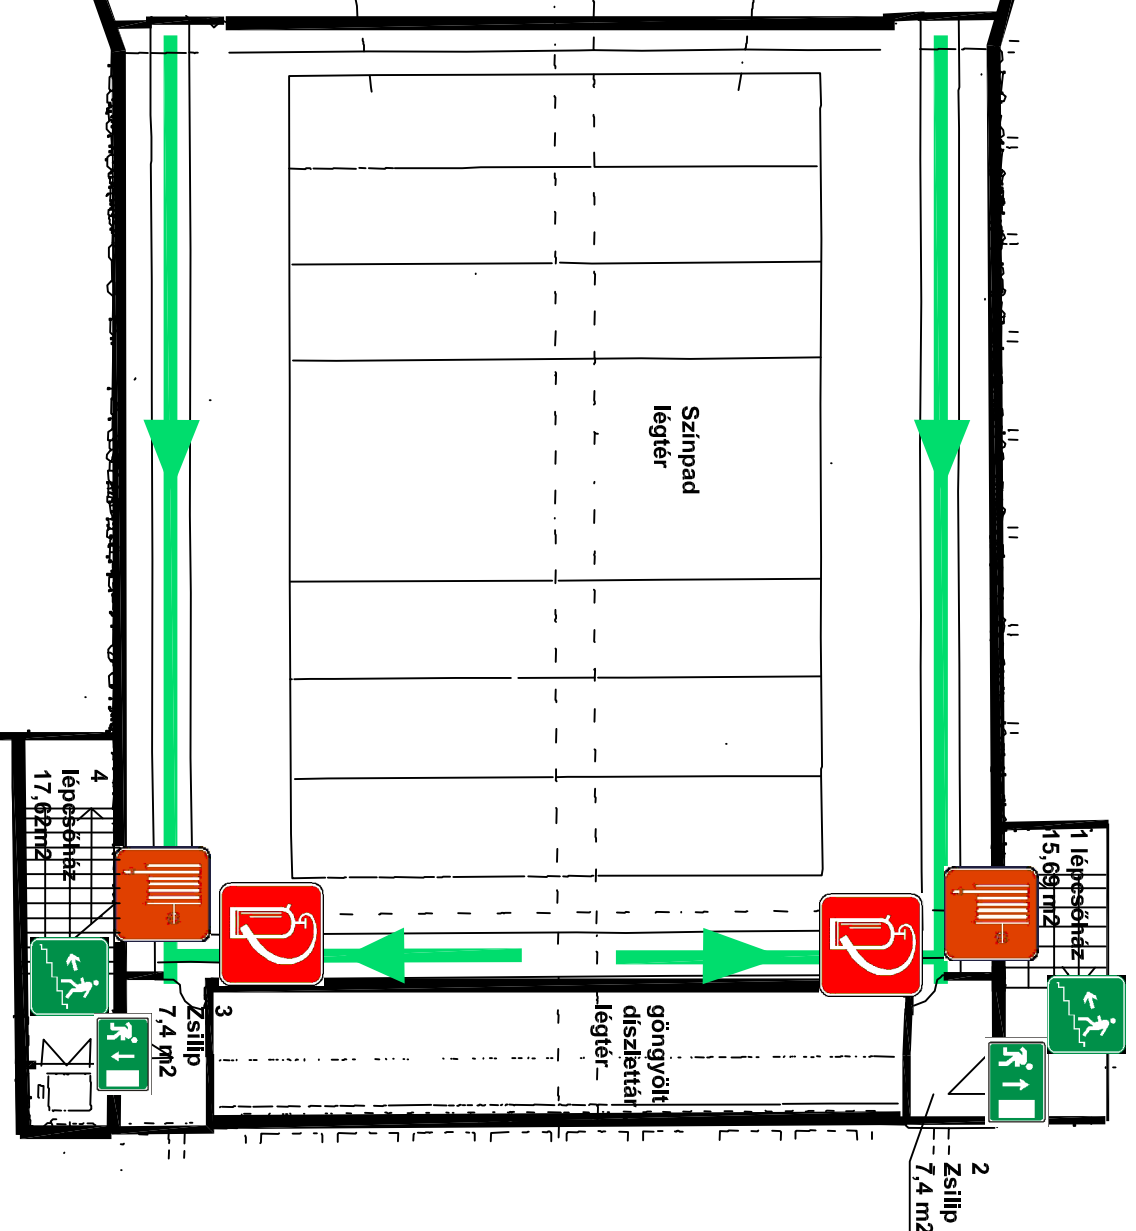 Színpad
légtér
4
lépcsőház
17,62m2
1 lépcsőház
15,69 m2
3
Zsilip
7,4 m2
göngyölt
díszlettár
légtér
2
Zsilip
7,4 m2